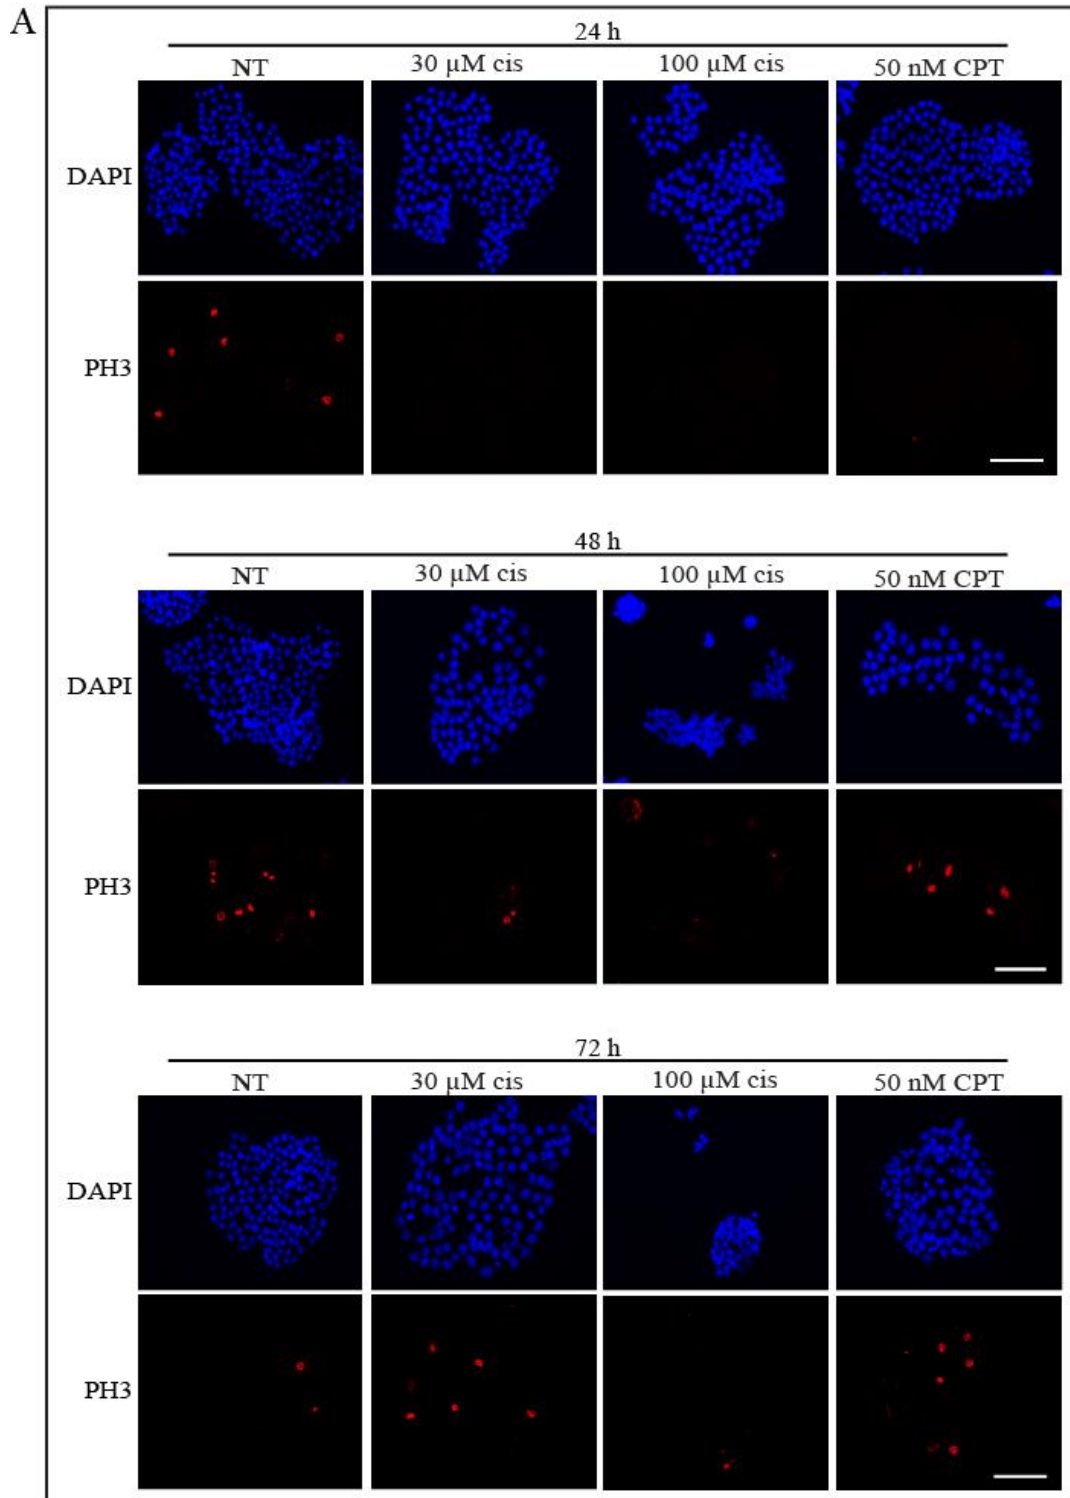 A
24 h
NT 30 µM cis 100 µM cis 50 nM CPT
DAPI
PH3
48 h
NT 30 µM cis 100 µM cis 50 nM CPT
DAPI
PH3
72 h
NT 30 µM cis 100 µM cis 50 nM CPT
DAPI
PH3